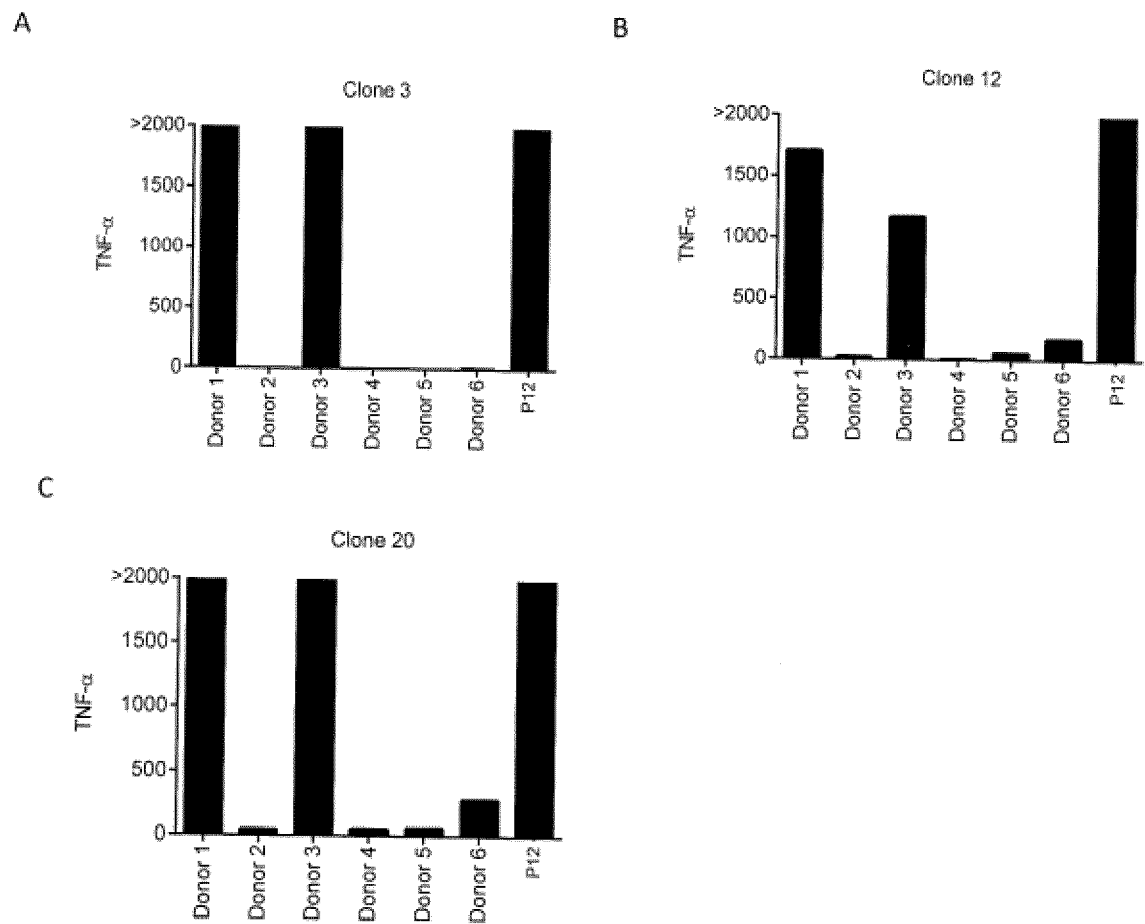 A
Clone 3
>2000
1500
1000
500
0
TNF-α
Donor 1
Donor 2
Donor 3
Donor 4
Donor 5
Donor 6
P12
B
Clone 12
>2000
1500
1000
500
0
TNF-α
Donor 1
Donor 2
Donor 3
Donor 4
Donor 5
Donor 6
P12
C
Clone 20
>2000
1500
1000
500
0
TNF-α
Donor 1
Donor 2
Donor 3
Donor 4
Donor 5
Donor 6
P12